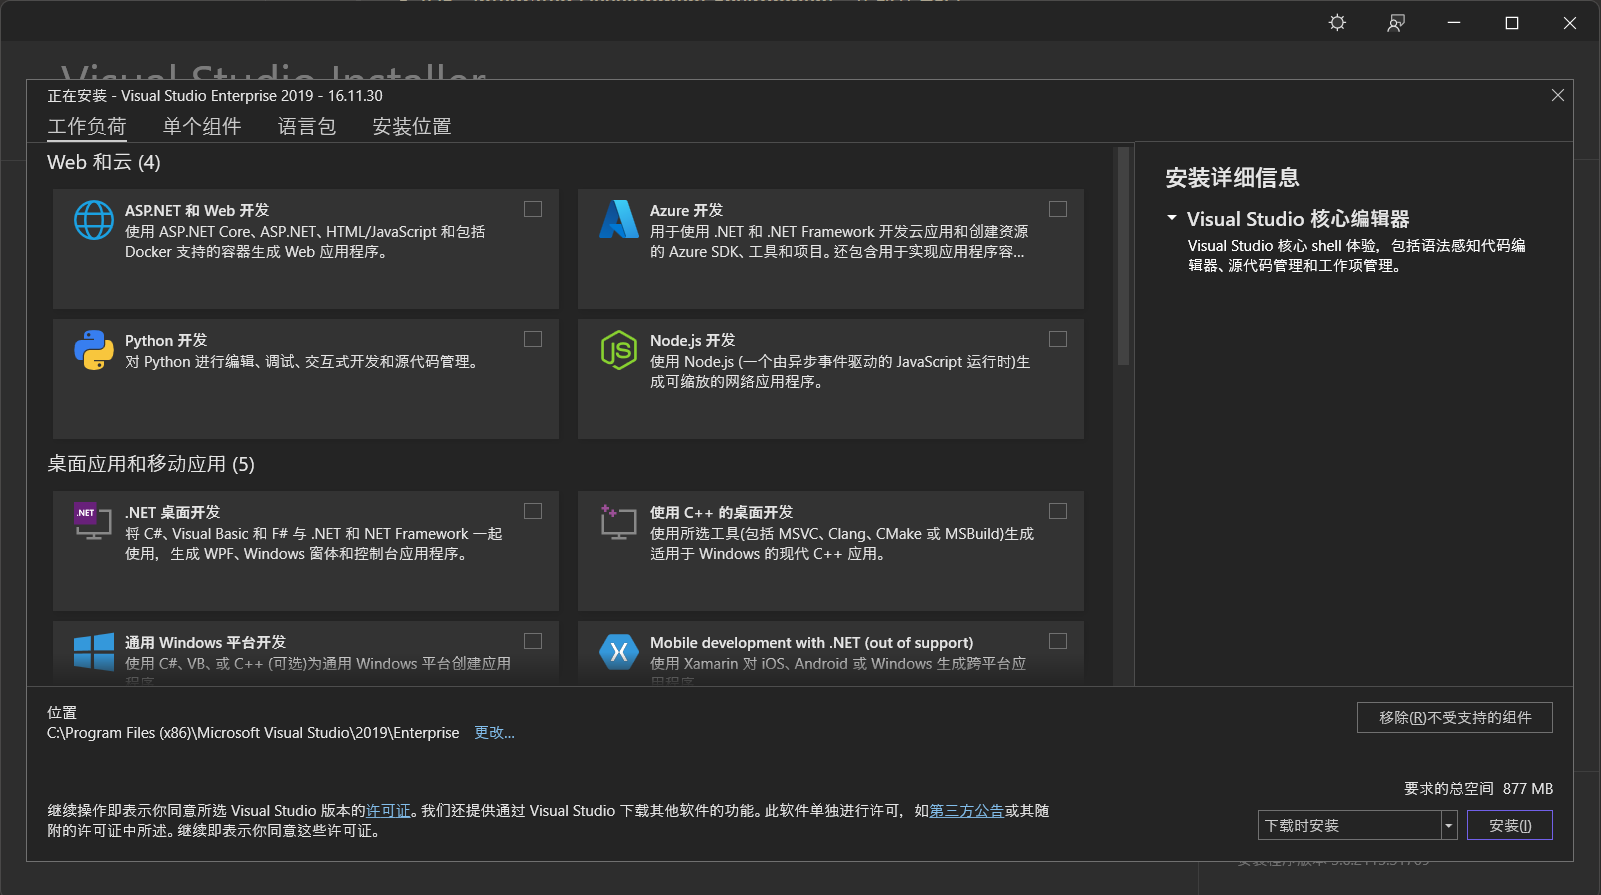 Visual Studio Installer
正在安装 - Visual Studio Enterprise 2019 - 16.11.30
工作负荷 单个组件 语言包 安装位置
Web 和云 (4)
ASP.NET 和 Web 开发
使用 ASP.NET Core、ASP.NET、HTML/JavaScript 和包括
Docker 支持的容器生成 Web 应用程序。
Azure 开发
用于使用 .NET 和 .NET Framework 开发云应用和创建资源
的 Azure SDK、工具和项目。还包含用于实现应用程序容...
Python 开发
对 Python 进行编辑、调试、交互式开发和源代码管理。
Node.js 开发
使用 Node.js (一个由异步事件驱动的 JavaScript 运行时)生
成可缩放的网络应用程序。
桌面应用和移动应用 (5)
.NET
.NET 桌面开发
将 C#、Visual Basic 和 F# 与 .NET 和 NET Framework 一起
使用，生成 WPF、Windows 窗体和控制台应用程序。
使用 C++ 的桌面开发
使用所选工具(包括 MSVC、Clang、CMake 或 MSBuild)生成
适用于 Windows 的现代 C++ 应用。
通用 Windows 平台开发
使用 C#、VB、或 C++ (可选)为通用 Windows 平台创建应用
程序。
Mobile development with .NET (out of support)
使用 Xamarin 对 iOS、Android 或 Windows 生成跨平台应
用程序。
安装详细信息
Visual Studio 核心编辑器
Visual Studio 核心 shell 体验，包括语法感知代码编
辑器、源代码管理和工作项管理。
位置
C:\Program Files (x86)\Microsoft Visual Studio\2019\Enterprise 更改...
移除(R)不受支持的组件
要求的总空间 877 MB
继续操作即表示你同意所选 Visual Studio 版本的许可证。我们还提供通过 Visual Studio 下载其他软件的功能。此软件单独进行许可，如第三方公告或其随
附的许可证中所述。继续即表示你同意这些许可证。
下载时安装 安装(I)